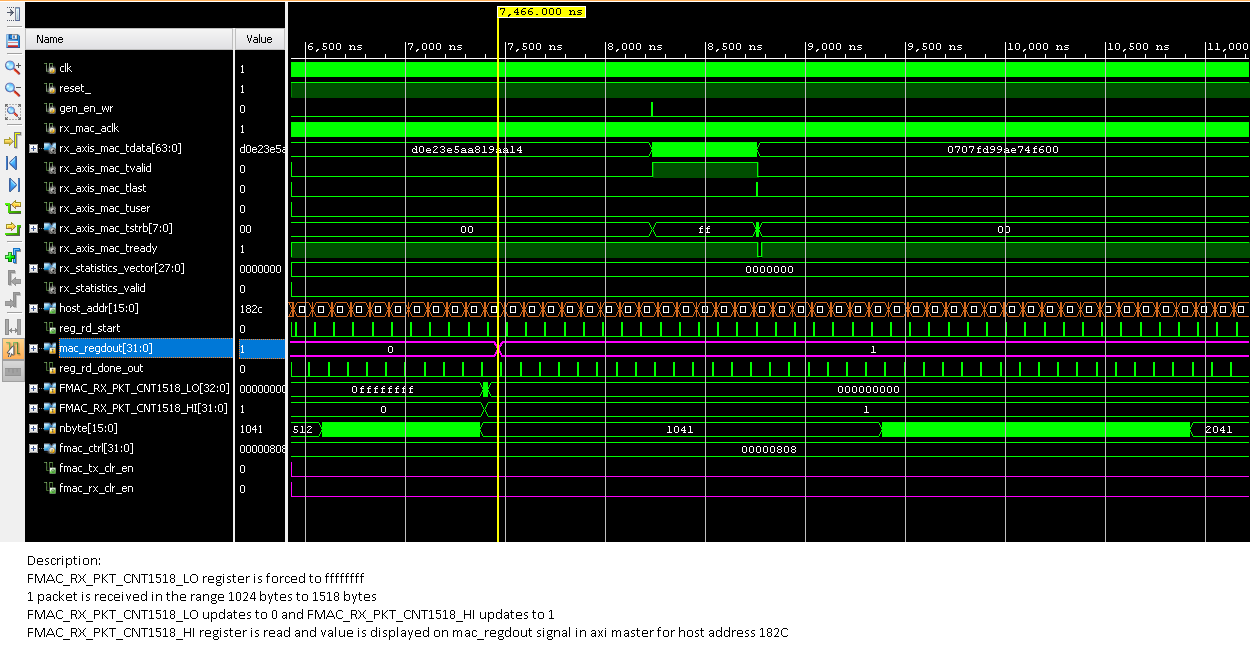 7,466.000 ns
Name Value
6,500 ns 7,000 ns 7,500 ns 8,000 ns 8,500 ns 9,000 ns 9,500 ns 10,000 ns 10,500 ns 11,000
clk 1
reset_ 1
gen_en_wr 0
rx_mac_aclk 1
rx_axis_mac_tdata[63:0] d0e23e5a d0e23e5aa819aa14 0707fd99ae74f600
rx_axis_mac_tvalid 0
rx_axis_mac_tlast 0
rx_axis_mac_tuser 0
rx_axis_mac_tstrb[7:0] 00 00 ff 00
rx_axis_mac_tready 1
rx_statistics_vector[27:0] 0000000 0000000
rx_statistics_valid 0
host_addr[15:0] 182c
reg_rd_start 0
mac_regdout[31:0] 1 0 1
reg_rd_done_out 0
FMAC_RX_PKT_CNT1518_LO[32:0] 00000000 0ffffffff 000000000
FMAC_RX_PKT_CNT1518_HI[31:0] 1 0 1
nbyte[15:0] 1041 512 1041 2041
fmac_ctrl[31:0] 00000808 00000808
fmac_tx_clr_en 0
fmac_rx_clr_en 0
Description:
FMAC_RX_PKT_CNT1518_LO register is forced to ffffffff
1 packet is received in the range 1024 bytes to 1518 bytes
FMAC_RX_PKT_CNT1518_LO updates to 0 and FMAC_RX_PKT_CNT1518_HI updates to 1
FMAC_RX_PKT_CNT1518_HI register is read and value is displayed on mac_regdout signal in axi master for host address 182C